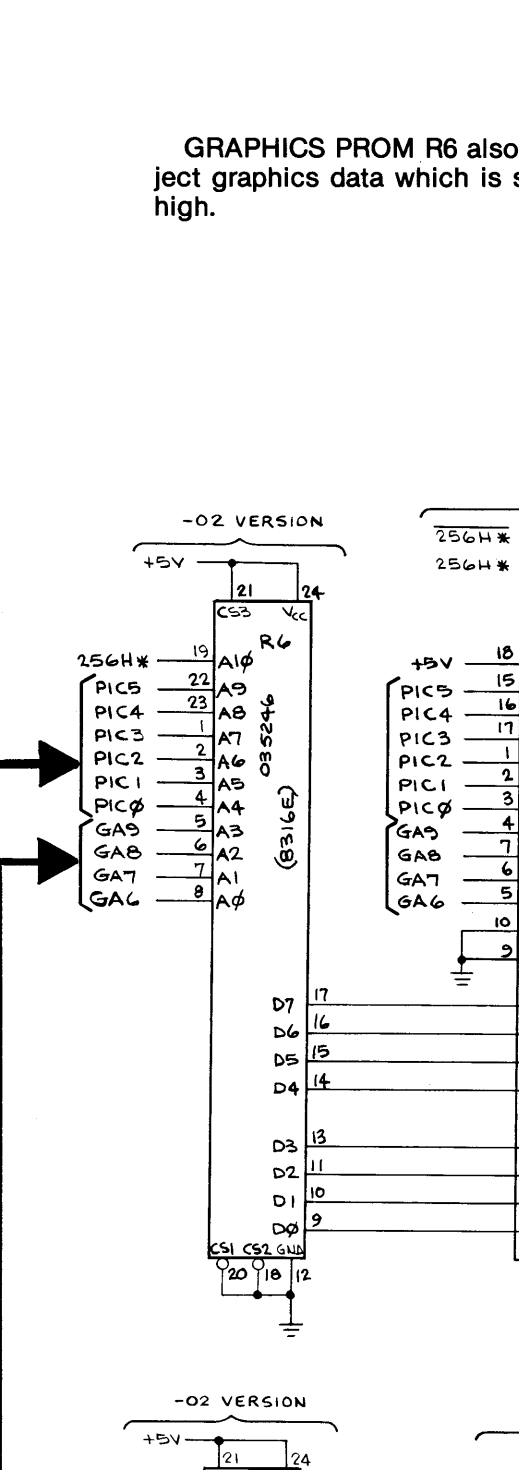 GRAPHICS PROM R6 also
ject graphics data which is s
high.
-02 VERSION
+5V
21 24
CS3 Vcc
R6
035246
(8316E)
256H* 19 A1Ø
PIC5 22 A9
PIC4 23 A8
PIC3 1 A7
PIC2 2 A6
PIC1 3 A5
PICØ 4 A4
GA9 5 A3
GA8 6 A2
GA7 7 A1
GA6 8 AØ
D7 17
D6 16
D5 15
D4 14
D3 13
D2 11
D1 10
DØ 9
CS1 CS2 GND
20 18 12
256H*
256H*
+5V 18
PIC5 15
PIC4 16
PIC3 17
PIC2 1
PIC1 2
PICØ 3
GA9 4
GA8 7
GA7 6
GA6 5
10
9
-02 VERSION
+5V
21 24